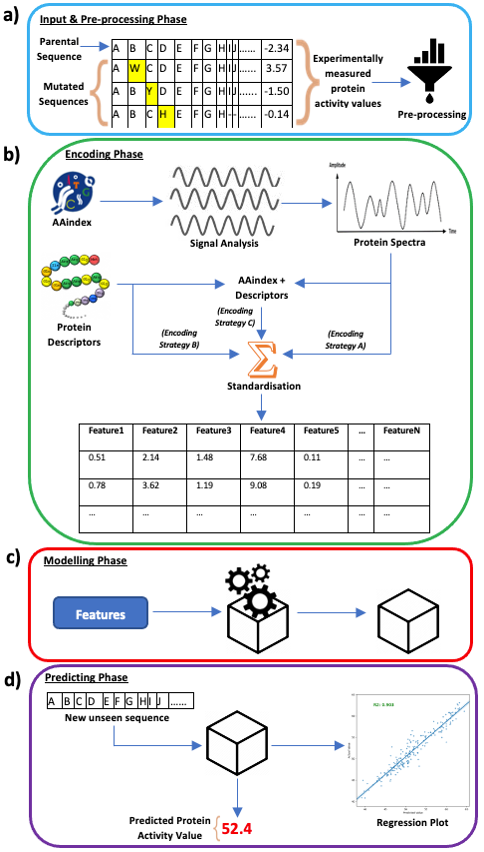 a)
Input & Pre-processing Phase
Parental
Sequence
A B C D E F G H I J ...... -2.34
A W C D E F G H I J ...... 3.57
A B Y D E F G H I J ...... -1.50
A B C H E F G H -- ...... -0.14
Mutated
Sequences
Experimentally
measured
protein
activity values
Pre-processing
b)
Encoding Phase
AAindex
Signal Analysis
Amplitude
Time
Protein Spectra
Protein
Descriptors
AAindex +
Descriptors
(Encoding
Strategy C)
(Encoding
Strategy B)
(Encoding
Strategy A)
Σ
Standardisation
Feature1 Feature2 Feature3 Feature4 Feature5 ... FeatureN
0.51 2.14 1.48 7.68 0.11 ... ...
0.78 3.62 1.19 9.08 0.19 ... ...
... ... ... ... ... ... ...
c)
Modelling Phase
Features
d)
Predicting Phase
A B C D E F G H I J ......
New unseen sequence
Predicted Protein
Activity Value
52.4
Regression Plot